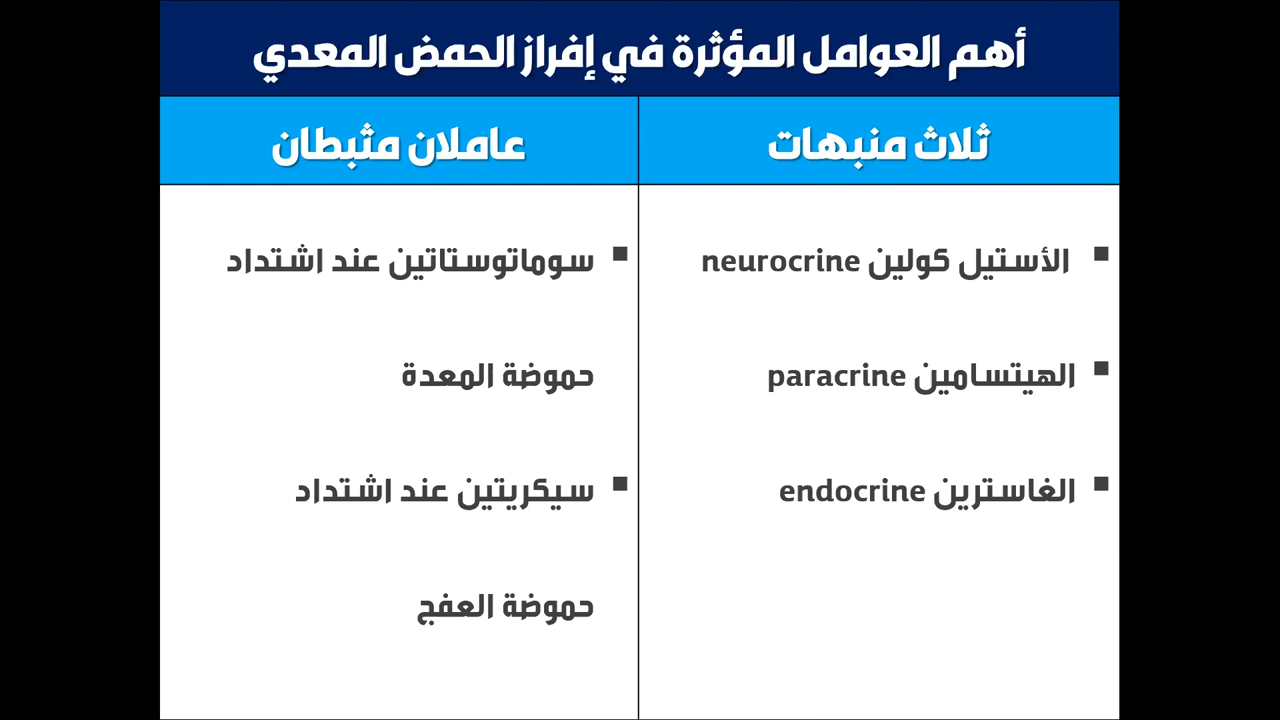 أهم العوامل المؤثرة في إفراز الحمض المعدي
ثلاث منبهات
عاملان مثبطان
▪ الأستيل كولين neurocrine
▪ الهيتسامين paracrine
▪ الغاسترين endocrine
▪ سوماتوستاتين عند اشتداد
حموضة المعدة
▪ سيكريتين عند اشتداد
حموضة العفج